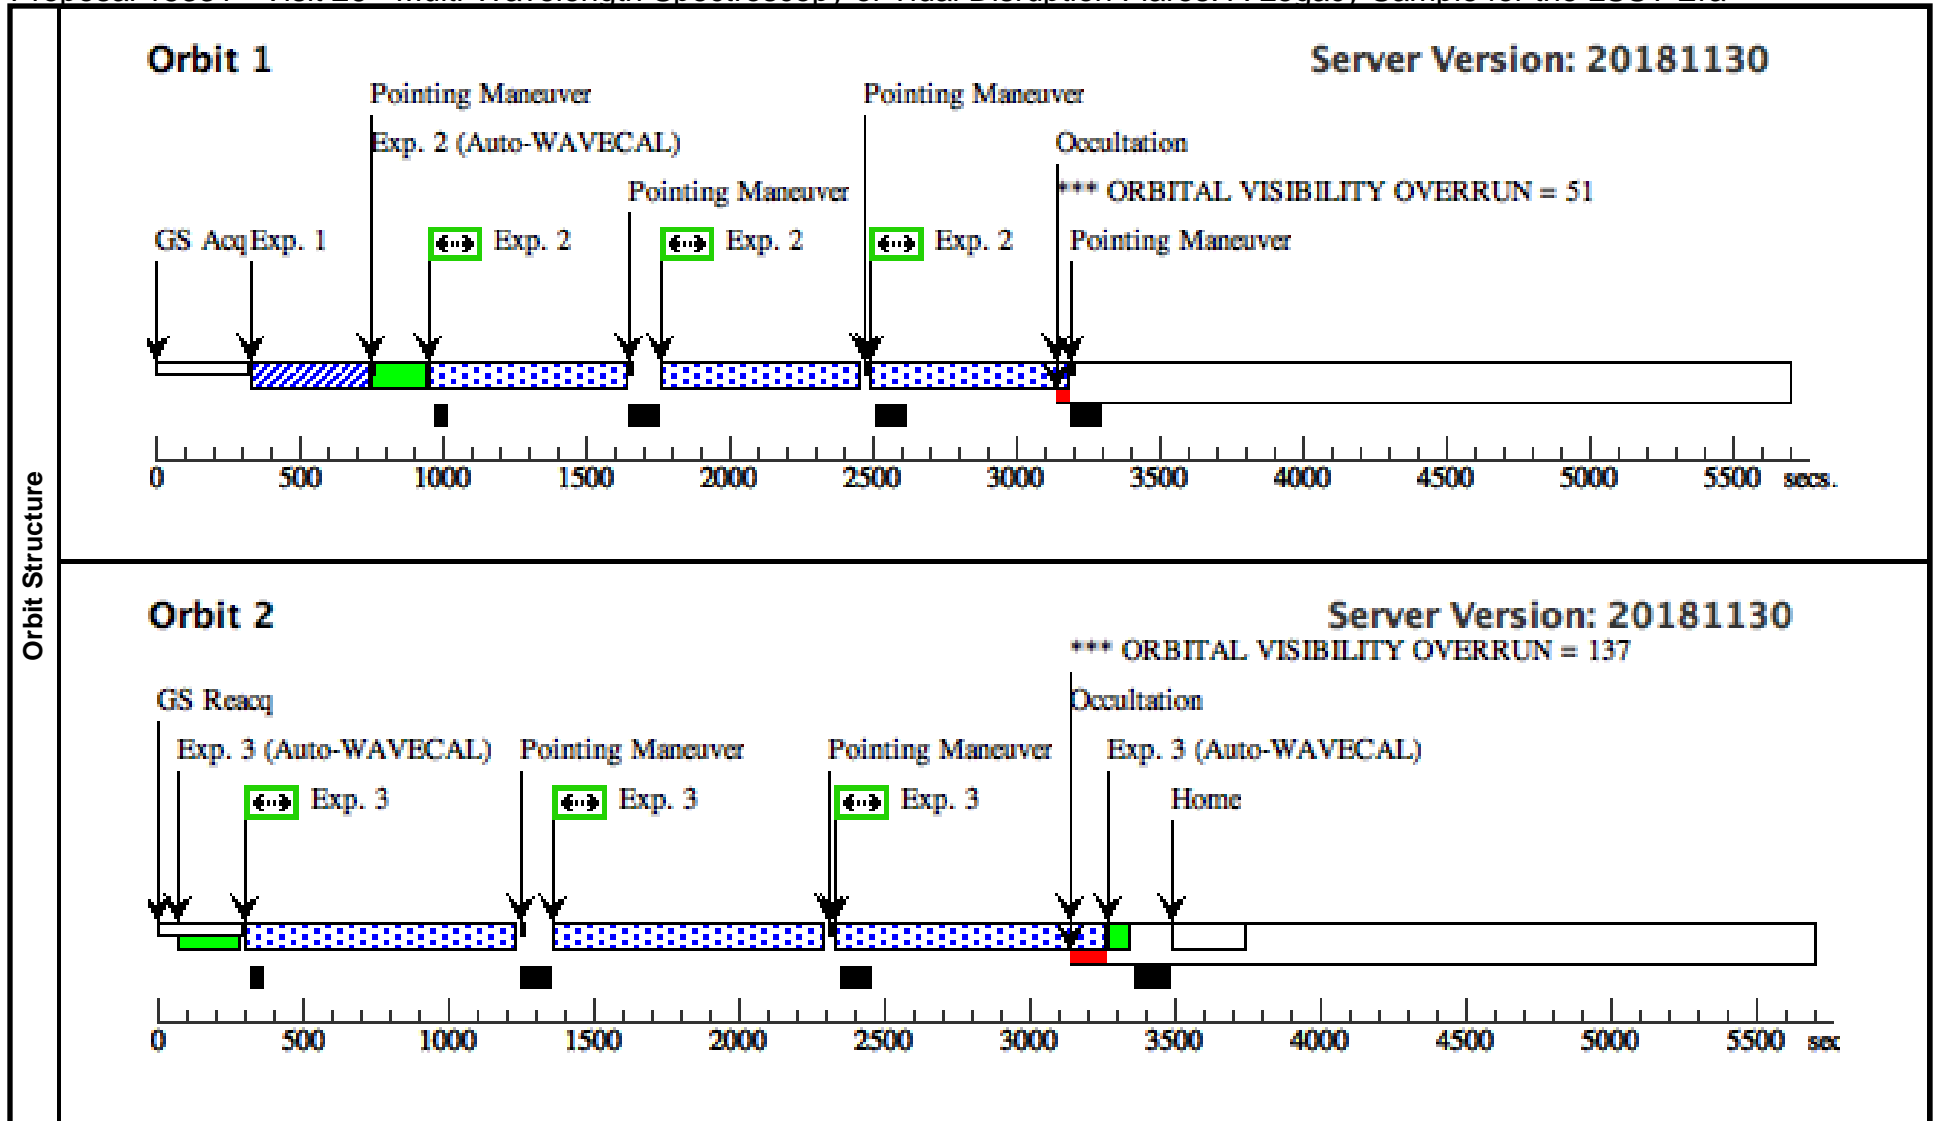 Orbit Structure
Orbit 1
Server Version: 20181130
Pointing Maneuver
Pointing Maneuver
Exp. 2 (Auto-WAVECAL)
Occultation
Pointing Maneuver
*** ORBITAL VISIBILITY OVERRUN = 51
GS Acq
Exp. 1
Exp. 2
Exp. 2
Exp. 2
Pointing Maneuver
0 500 1000 1500 2000 2500 3000 3500 4000 4500 5000 5500 secs.
Orbit 2
Server Version: 20181130
*** ORBITAL VISIBILITY OVERRUN = 137
GS Reacq
Occultation
Exp. 3 (Auto-WAVECAL)
Pointing Maneuver
Pointing Maneuver
Exp. 3 (Auto-WAVECAL)
Exp. 3
Exp. 3
Exp. 3
Home
0 500 1000 1500 2000 2500 3000 3500 4000 4500 5000 5500